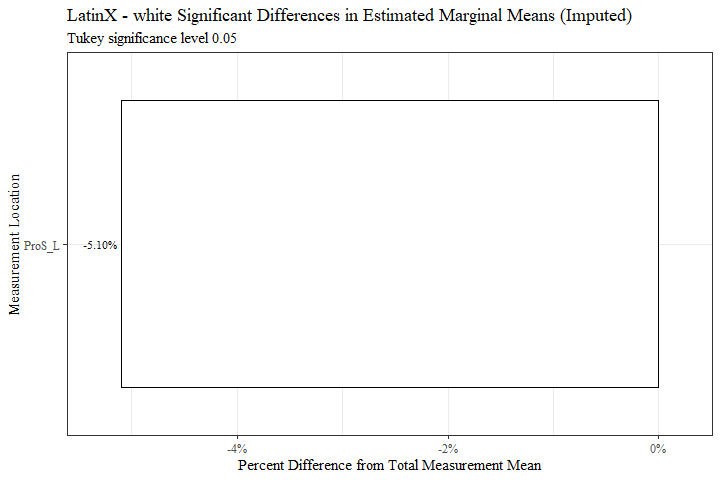 LatinX - white Significant Differences in Estimated Marginal Means (Imputed)
Tukey significance level 0.05
Measurement Location
ProS_L
-5.10%
-4%
-2%
0%
Percent Difference from Total Measurement Mean